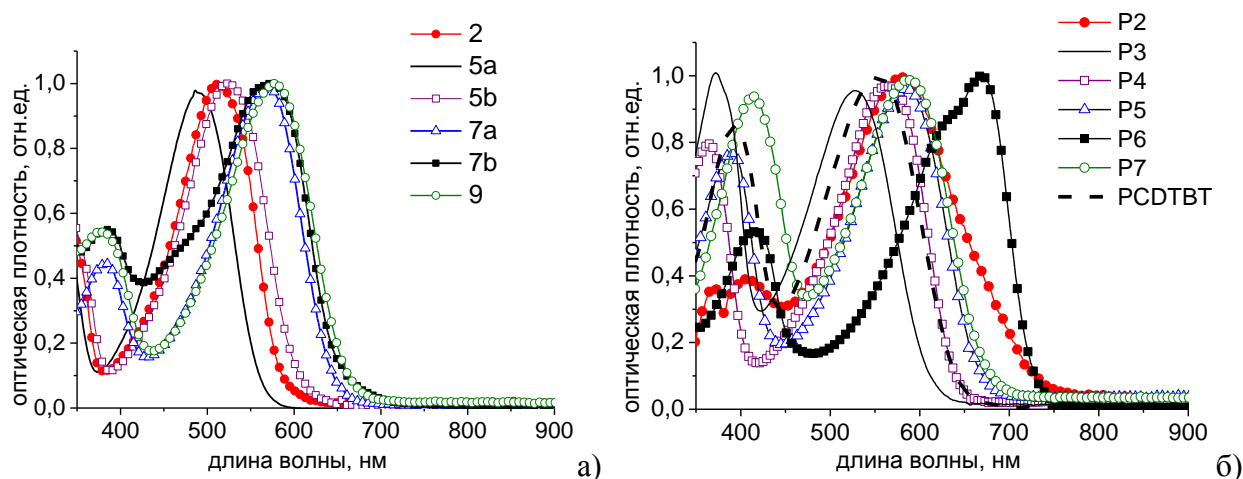 2
5a
5b
7a
7b
9
оптическая плотность, отн.ед.
1,0
0,8
0,6
0,4
0,2
0,0
400 500 600 700 800 900
длина волны, нм
а)
P2
P3
P4
P5
P6
P7
PCDTBT
оптическая плотность, отн.ед.
1,0
0,8
0,6
0,4
0,2
0,0
400 500 600 700 800 900
длина волны, нм
б)